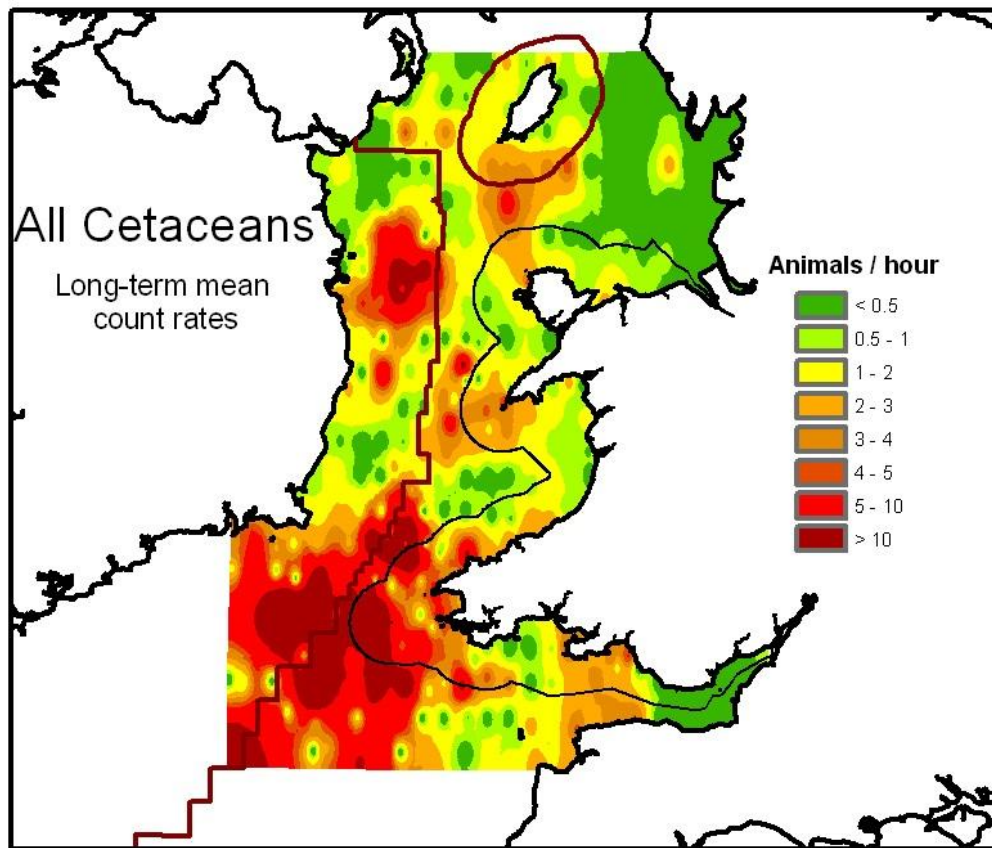 All Cetaceans
Long-term mean
count rates
Animals / hour
< 0.5
0.5 - 1
1 - 2
2 - 3
3 - 4
4 - 5
5 - 10
> 10